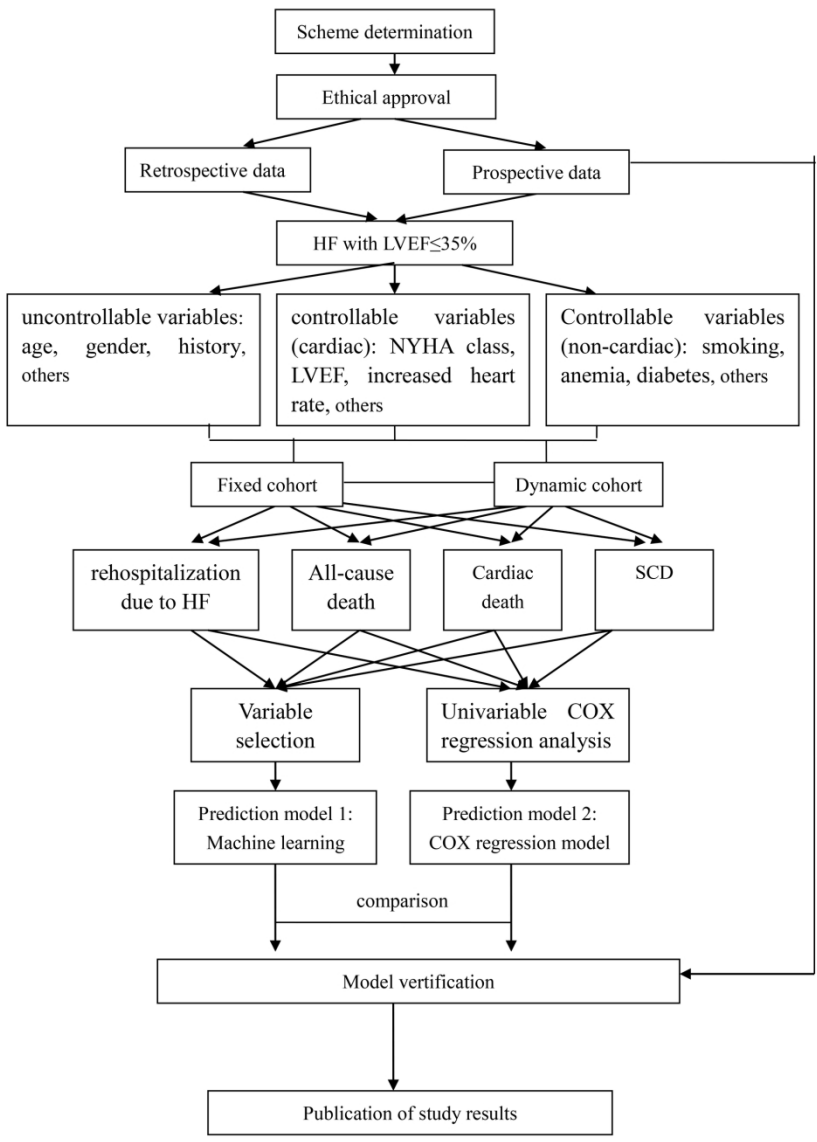 Scheme determination
Ethical approval
Retrospective data
Prospective data
HF with LVEF≤35%
uncontrollable variables:
age, gender, history,
others
controllable variables
(cardiac): NYHA class,
LVEF, increased heart
rate, others
Controllable variables
(non-cardiac): smoking,
anemia, diabetes, others
Fixed cohort
Dynamic cohort
rehospitalization
due to HF
All-cause
death
Cardiac
death
SCD
Variable
selection
Univariable COX
regression analysis
Prediction model 1:
Machine learning
Prediction model 2:
COX regression model
comparison
Model vertification
Publication of study results